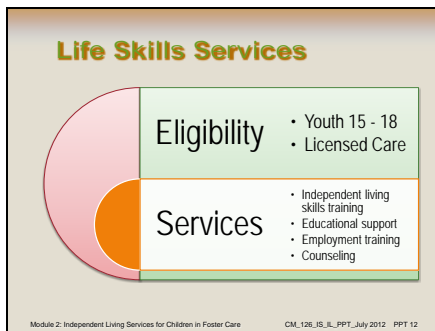 Life Skills Services
Eligibility
• Youth 15 - 18
• Licensed Care
Services
• Independent living
skills training
• Educational support
• Employment training
• Counseling
Module 2: Independent Living Services for Children in Foster Care CM_126_IS_IL_PPT_July 2012 PPT 12